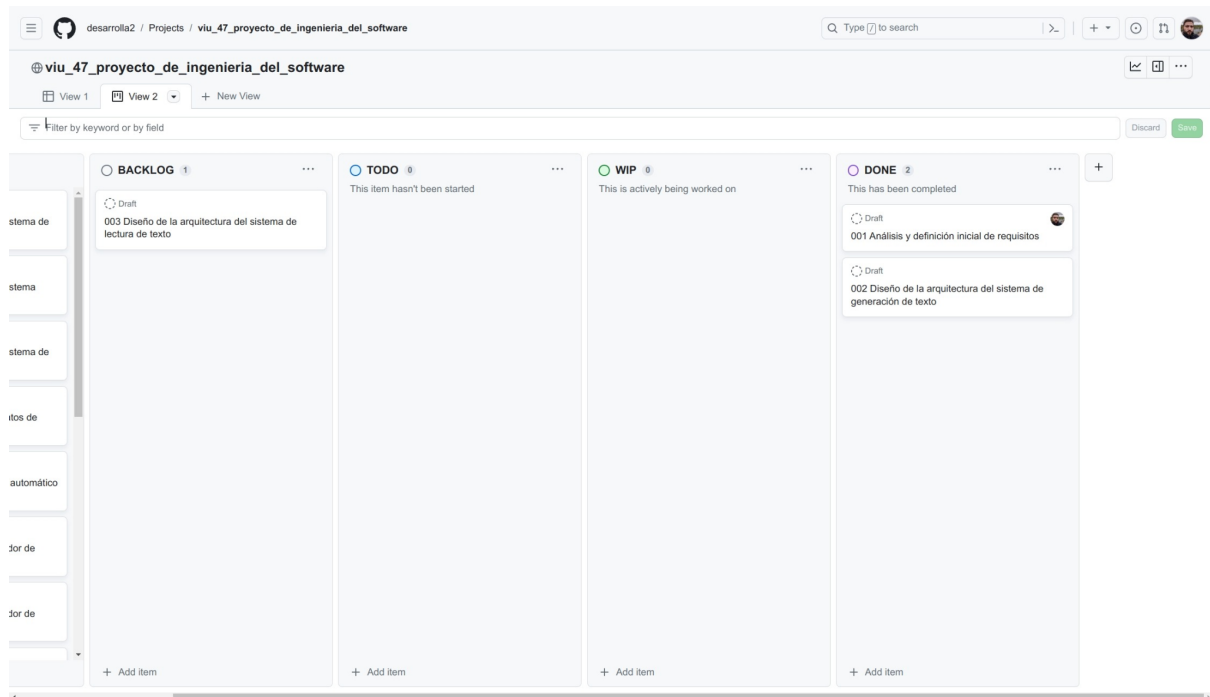 desarrolla2 / Projects / viu_47_proyecto_de_ingenieria_del_software
Type / to search
viu_47_proyecto_de_ingenieria_del_software
View 1
View 2
+ New View
Filter by keyword or by field
Discard
Save
stema de
stema
stema de
ntos de
automático
dor de
dor de
BACKLOG 1
Draft
003 Diseño de la arquitectura del sistema de
lectura de texto
+ Add item
TODO 0
This item hasn't been started
+ Add item
WIP 0
This is actively being worked on
+ Add item
DONE 2
This has been completed
Draft
001 Análisis y definición inicial de requisitos
Draft
002 Diseño de la arquitectura del sistema de
generación de texto
+ Add item